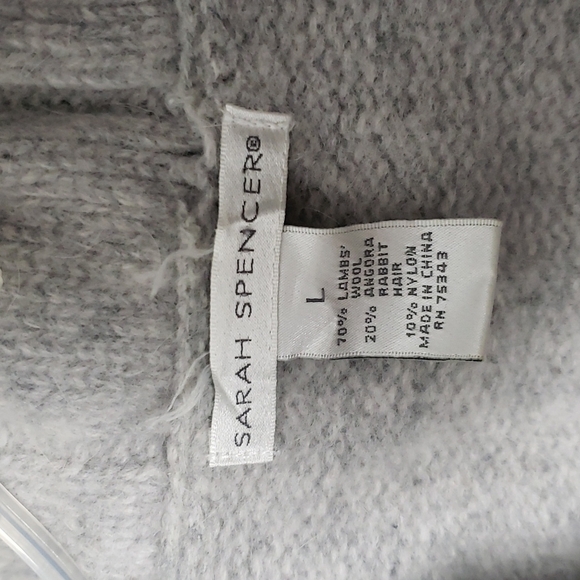 SARAH SPENCER®
L
70% LAMBS'
WOOL
20% ANGORA
RABBIT
HAIR
10% NYLON
MADE IN CHINA
RN 75343